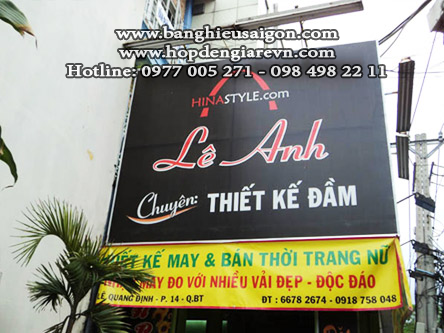 www.banghieusaigon.com
www.hopdengiarevn.com
Hotline: 0977 005 271 - 098 498 22 11
HINASTYLE.com
Lê Anh
Chuyên: THIẾT KẾ ĐẦM
KẾ MAY & BÁN THỜI TRANG NỮ
MAY ĐO VỚI NHIỀU VẢI ĐẸP - ĐỘC ĐÁO
LÊ QUANG ĐỊNH - P. 14 - Q.BT ĐT : 6678 2674 - 0918 758 048